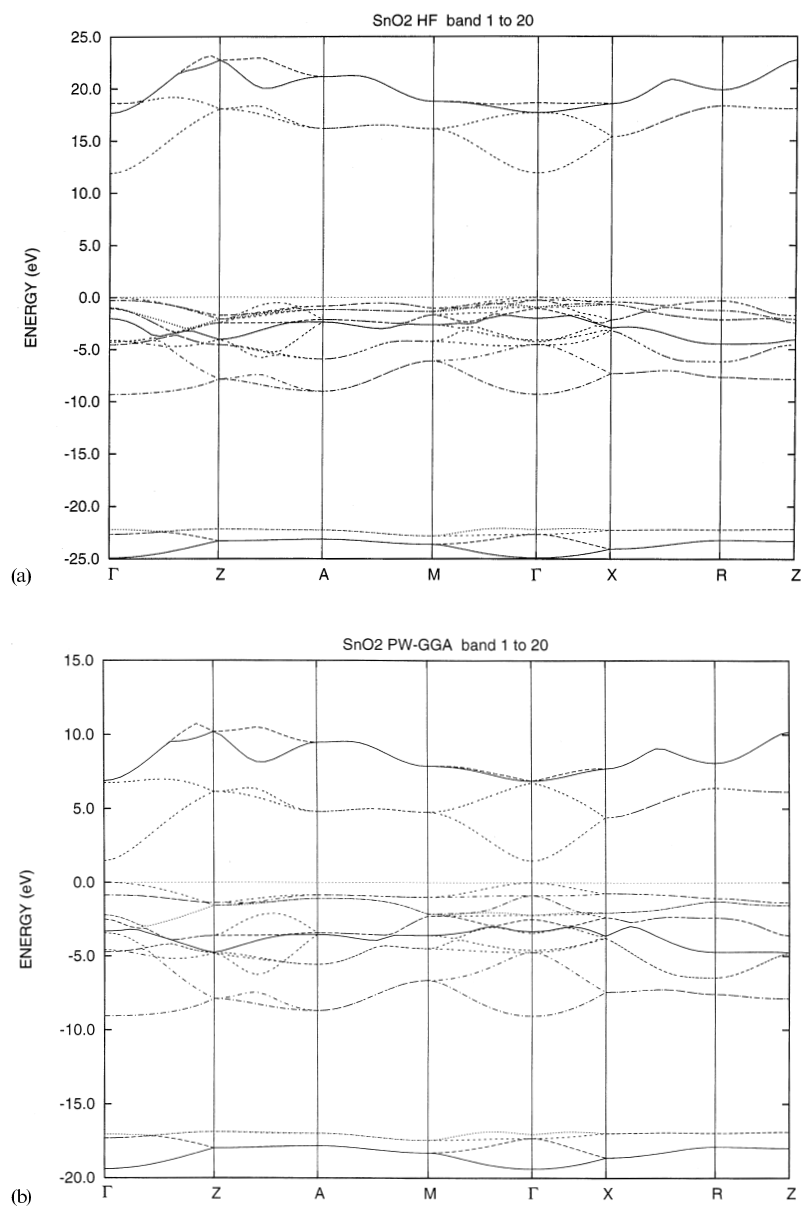 SnO2 HF band 1 to 20
25.0
20.0
15.0
10.0
5.0
0.0
-5.0
-10.0
-15.0
-20.0
-25.0
ENERGY (eV)
Γ Z A M Γ X R Z
(a)
SnO2 PW-GGA band 1 to 20
15.0
10.0
5.0
0.0
-5.0
-10.0
-15.0
-20.0
ENERGY (eV)
Γ Z A M Γ X R Z
(b)